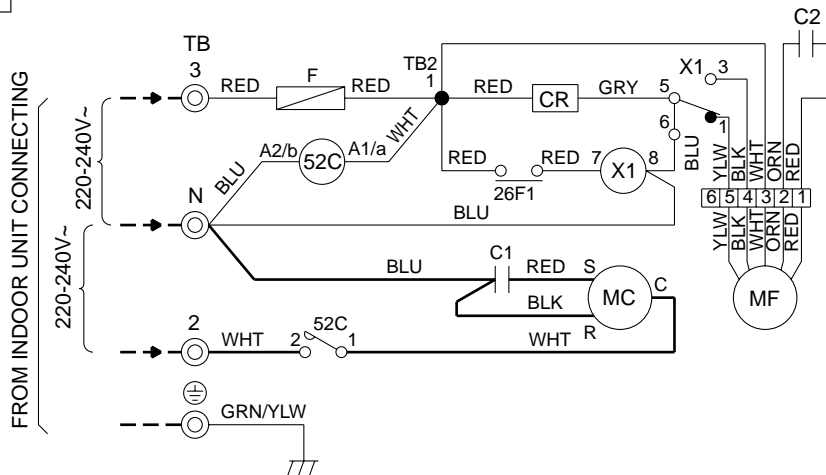 C2
TB
3
RED
F
RED
TB2
1
RED
CR
GRY
5
X1
3
6
1
WHT
A2/b
52C
A1/a
BLU
RED
26F1
RED
7
X1
8
BLU
YLW
BLK
WHT
ORN
RED
6 5 4 3 2 1
YLW
BLK
WHT
ORN
RED
MF
FROM INDOOR UNIT CONNECTING
220-240V~
220-240V~
N
BLU
BLU
C1
RED
S
MC
C
BLK
R
2
WHT
2
52C
1
WHT
GRN/YLW